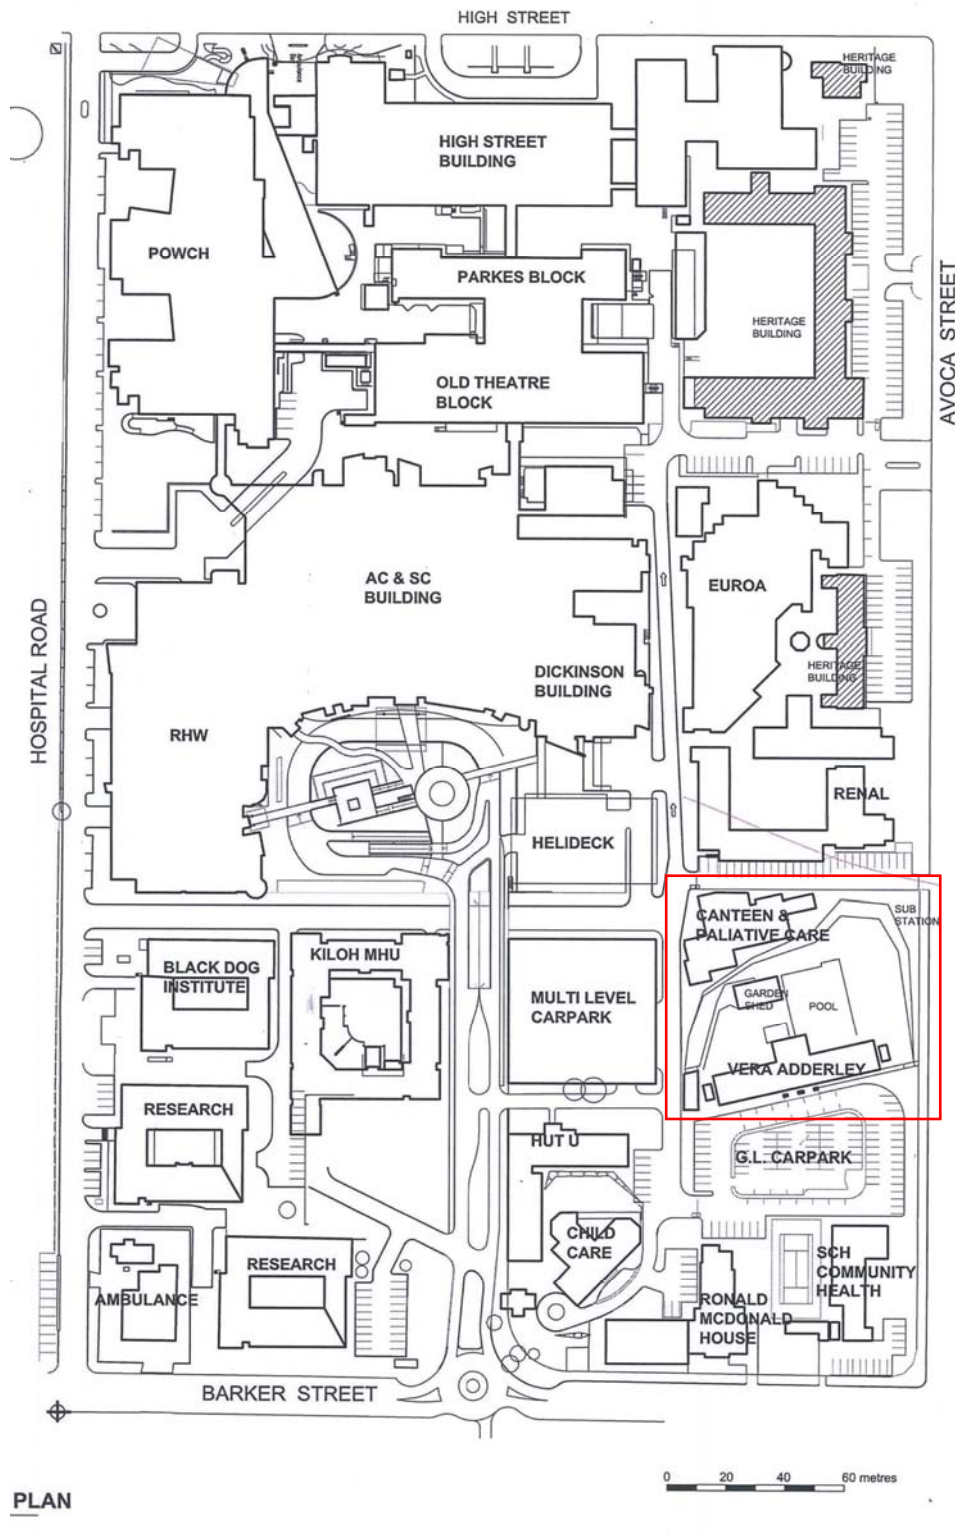 HIGH STREET
HERITAGE
BUILDING
HIGH STREET
BUILDING
POWCH
PARKES BLOCK
HERITAGE
BUILDING
AVOCA STREET
OLD THEATRE
BLOCK
AC & SC
BUILDING
EUROA
HOSPITAL ROAD
DICKINSON
BUILDING
HERITAGE
BUILDING
RHW
RENAL
HELIDECK
CANTEEN &
PALIATIVE CARE
SUB
STATION
KILOH MHU
BLACK DOG
INSTITUTE
MULTI LEVEL
CARPARK
GARDEN
SHED
POOL
VERA ADDERLEY
RESEARCH
HUT U
G.L. CARPARK
CHILD
CARE
RESEARCH
SCH
COMMUNITY
HEALTH
AMBULANCE
RONALD
MCDONALD
HOUSE
BARKER STREET
0 20 40 60 metres
PLAN